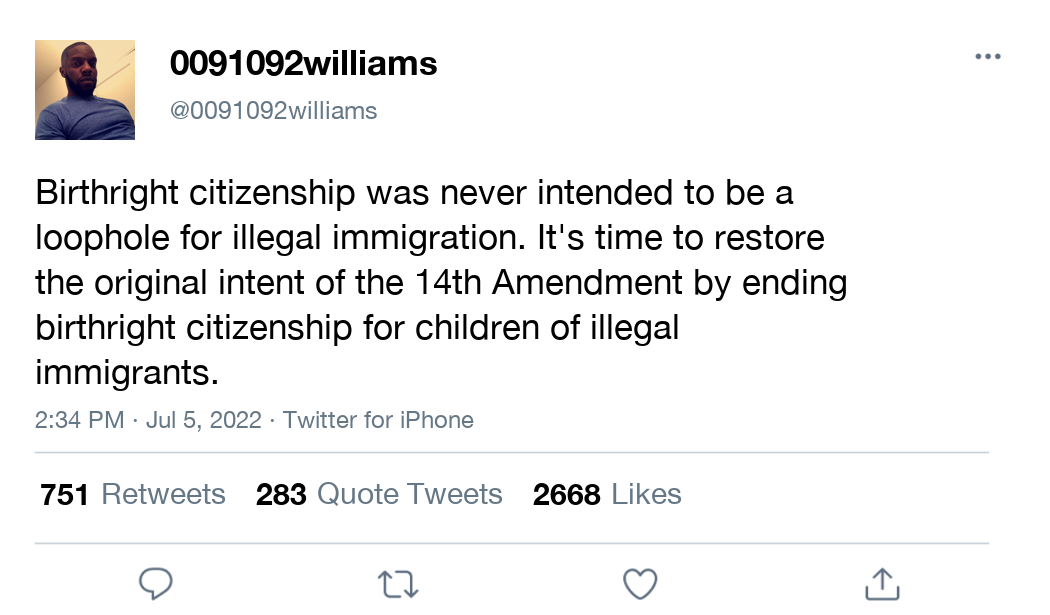 0091092williams
@0091092williams
Birthright citizenship was never intended to be a
loophole for illegal immigration. It's time to restore
the original intent of the 14th Amendment by ending
birthright citizenship for children of illegal
immigrants.
2:34 PM · Jul 5, 2022 · Twitter for iPhone
751 Retweets 283 Quote Tweets 2668 Likes